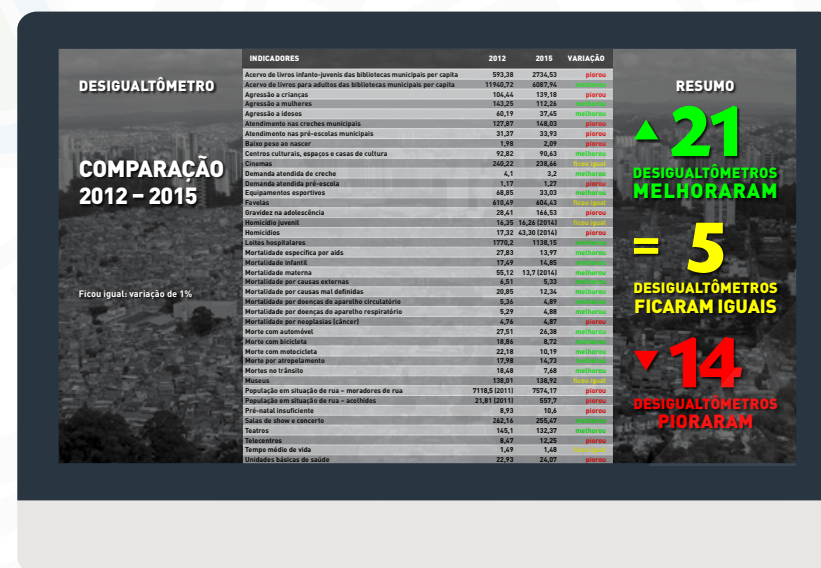 DESIGUALTÔMETRO
COMPARAÇÃO
2012 – 2015
Ficou igual: variação de 1%
INDICADORES 2012 2015 VARIAÇÃO
Acervo de livros infanto-juvenis das bibliotecas municipais per capita 593,38 2734,53 piorou
Acervo de livros para adultos das bibliotecas municipais per capita 11940,72 6087,94 melhorou
Agressão a crianças 104,44 139,18 piorou
Agressão a mulheres 143,25 112,26 melhorou
Agressão a idosos 60,19 37,45 melhorou
Atendimento nas creches municipais 127,87 148,03 piorou
Atendimento nas pré-escolas municipais 31,37 33,93 piorou
Baixo peso ao nascer 1,98 2,09 piorou
Centros culturais, espaços e casas de cultura 92,82 90,63 melhorou
Cinemas 240,22 238,66 ficou igual
Demanda atendida de creche 4,1 3,2 melhorou
Demanda atendida pré-escola 1,17 1,27 piorou
Equipamentos esportivos 68,85 33,03 melhorou
Favelas 610,49 604,43 ficou igual
Gravidez na adolescência 28,41 166,53 piorou
Homicídio juvenil 16,35 16,26 (2014) ficou igual
Homicídios 17,32 43,30 (2014) piorou
Leitos hospitalares 1770,2 1138,15 melhorou
Mortalidade específica por aids 27,83 13,97 melhorou
Mortalidade infantil 17,49 14,85 melhorou
Mortalidade materna 55,12 13,7 (2014) melhorou
Mortalidade por causas externas 6,51 5,33 melhorou
Mortalidade por causas mal definidas 20,85 12,34 melhorou
Mortalidade por doenças do aparelho circulatório 5,36 4,89 melhorou
Mortalidade por doenças do aparelho respiratório 5,29 4,88 melhorou
Mortalidade por neoplasias (câncer) 4,76 4,87 piorou
Morte com automóvel 27,51 26,38 melhorou
Morte com bicicleta 18,86 8,72 melhorou
Morte com motocicleta 22,18 10,19 melhorou
Morte por atropelamento 17,98 14,73 melhorou
Mortes no trânsito 18,48 7,68 melhorou
Museus 138,01 138,92 ficou igual
População em situação de rua – moradores de rua 7118,5 (2011) 7574,17 piorou
População em situação de rua – acolhidos 21,81 (2011) 557,7 piorou
Pré-natal insuficiente 8,93 10,6 piorou
Salas de show e concerto 262,16 255,47 melhorou
Teatros 145,1 132,37 melhorou
Telecentros 8,47 12,25 piorou
Tempo médio de vida 1,49 1,48 ficou igual
Unidades básicas de saúde 22,93 24,07 piorou
RESUMO
▲ 21
DESIGUALTÔMETROS
MELHORARAM
= 5
DESIGUALTÔMETROS
FICARAM IGUAIS
▼ 14
DESIGUALTÔMETROS
PIORARAM